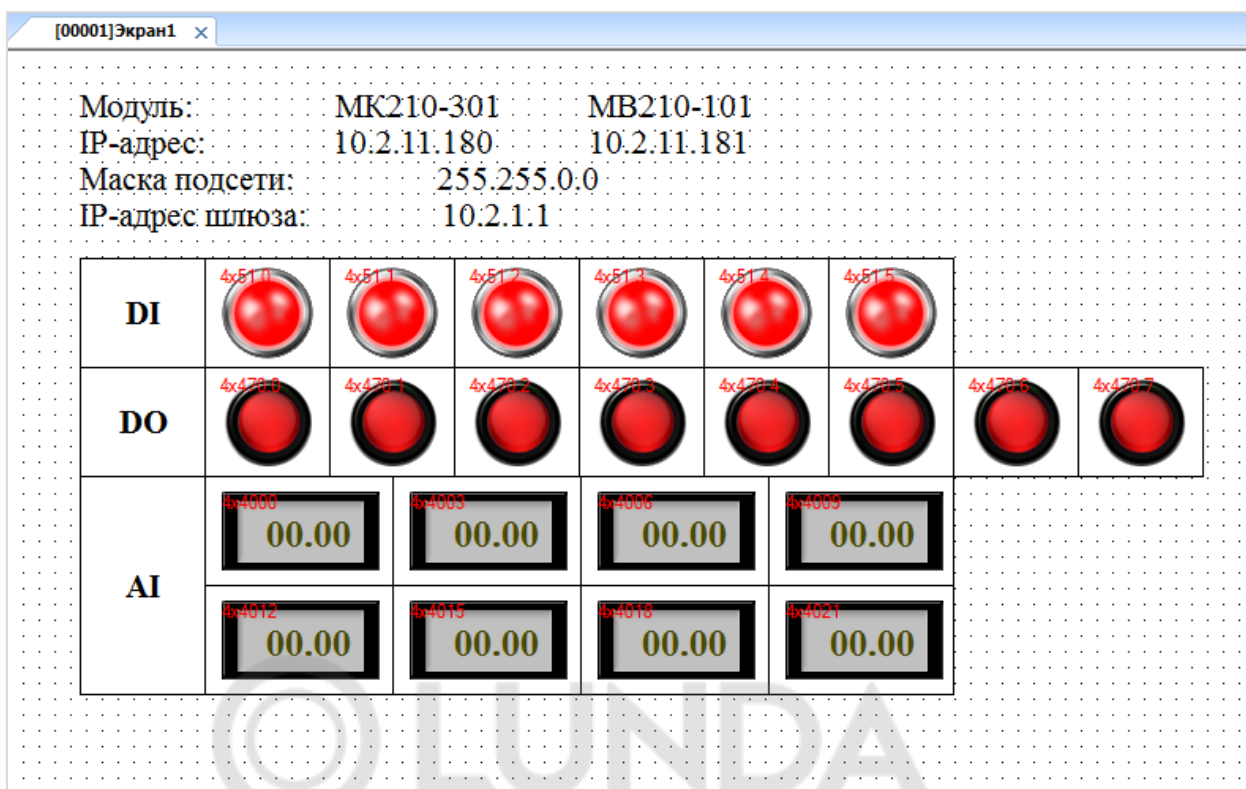 [00001]Экран1
Модуль: МК210-301 МВ210-101
IP-адрес: 10.2.11.180 10.2.11.181
Маска подсети: 255.255.0.0
IP-адрес шлюза: 10.2.1.1
DI 4x51.0 4x51.1 4x51.2 4x51.3 4x51.4 4x51.5
DO 4x470.0 4x470.1 4x470.2 4x470.3 4x470.4 4x470.5 4x470.6 4x470.7
4x4000 4x4003 4x4006 4x4009
00.00 00.00 00.00 00.00
AI
4x4012 4x4015 4x4018 4x4021
00.00 00.00 00.00 00.00
LUNDA